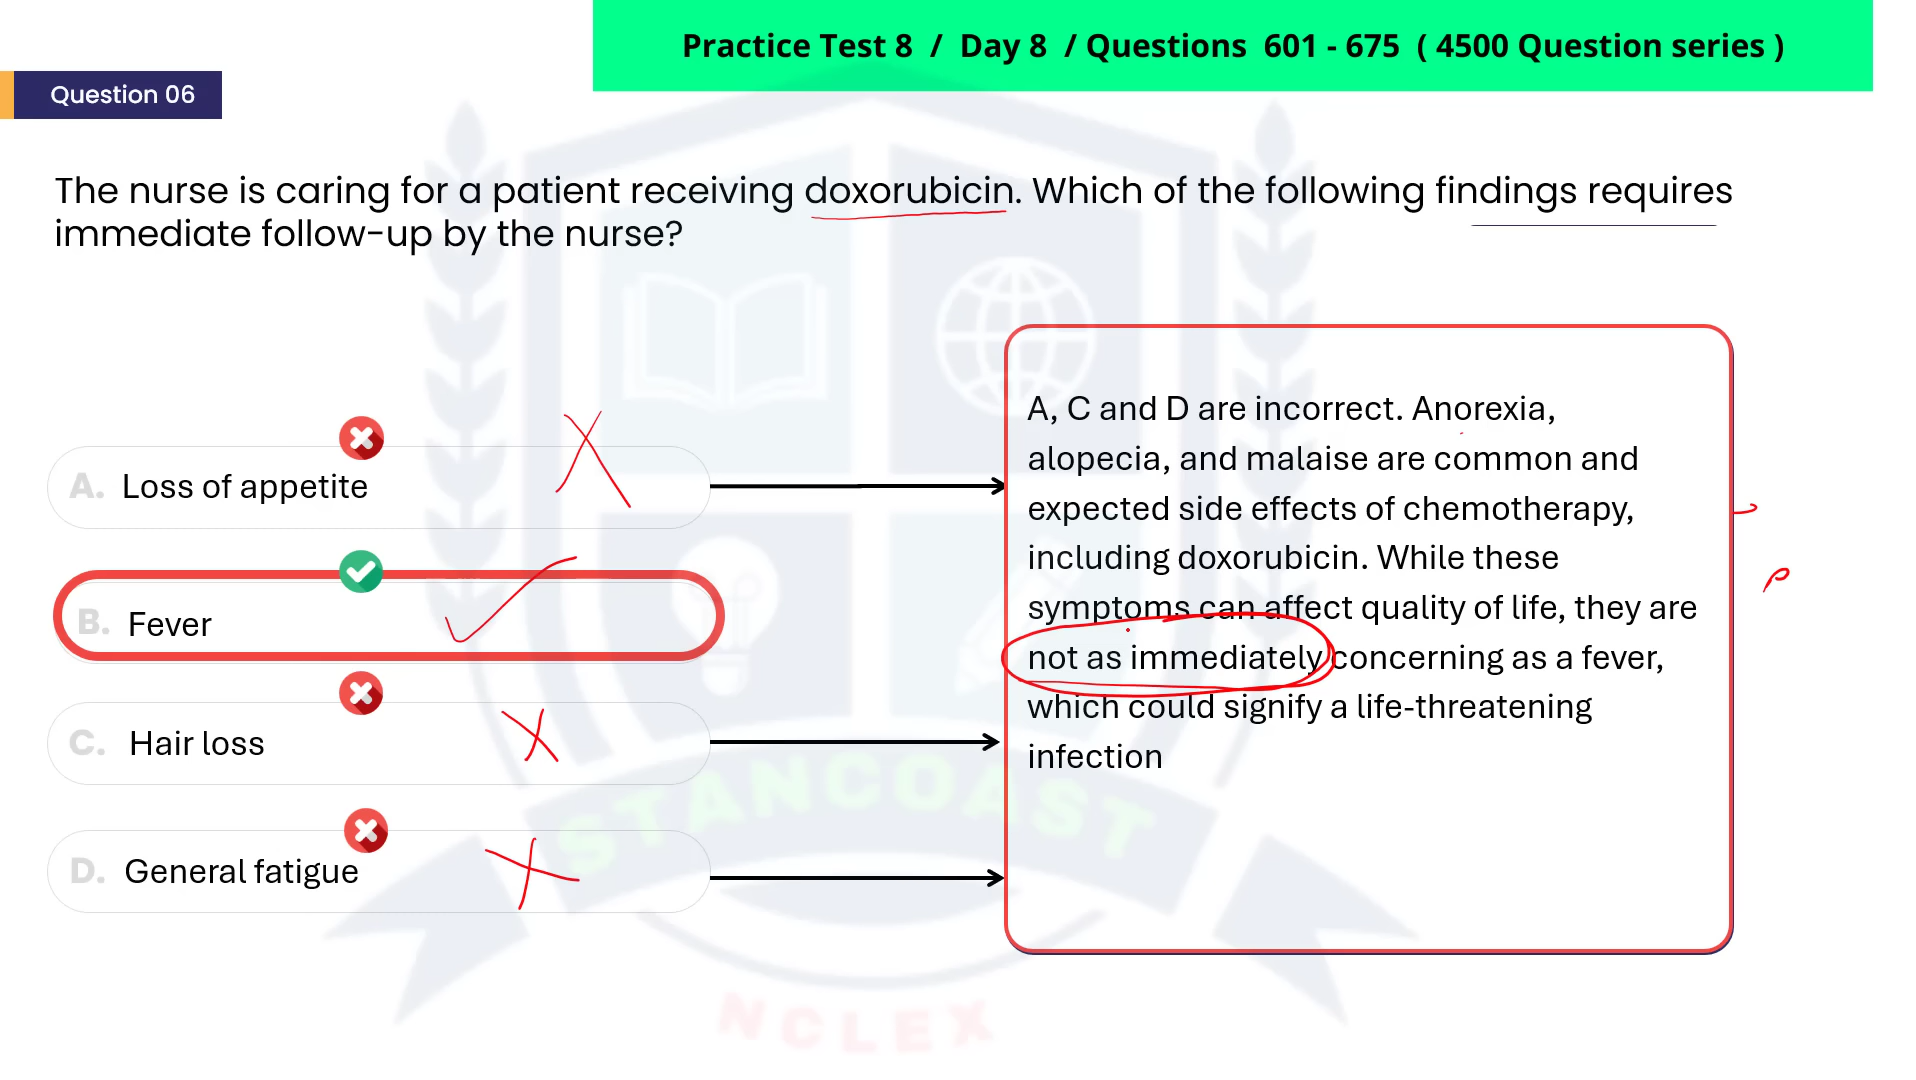 Practice Test 8 / Day 8 / Questions 601 - 675 ( 4500 Question series )
Question 06
The nurse is caring for a patient receiving doxorubicin. Which of the following findings requires
immediate follow-up by the nurse?
A. Loss of appetite
B. Fever
C. Hair loss
D. General fatigue
A, C and D are incorrect. Anorexia,
alopecia, and malaise are common and
expected side effects of chemotherapy,
including doxorubicin. While these
symptoms can affect quality of life, they are
not as immediately concerning as a fever,
which could signify a life-threatening
infection
STANCOAST
NCLEX